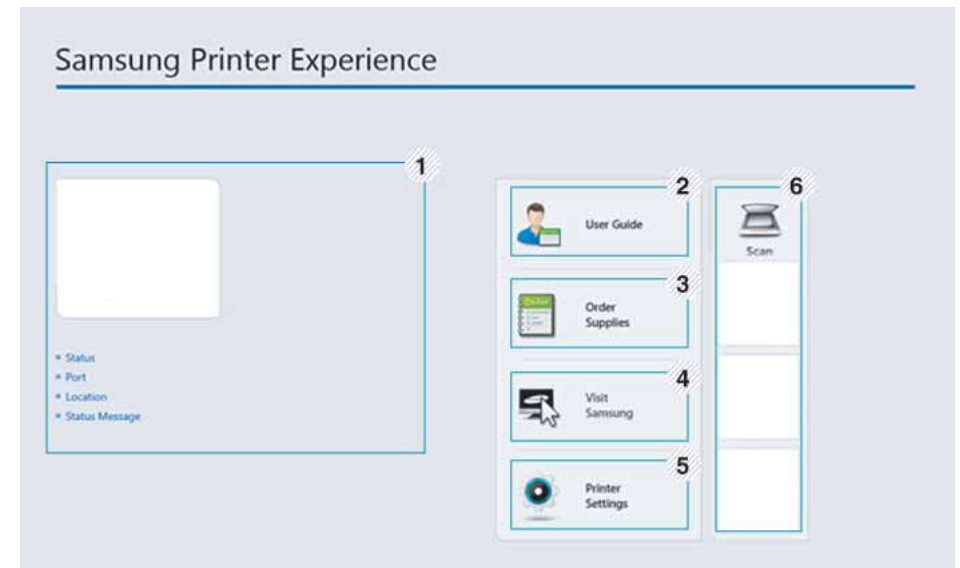 Samsung Printer Experience
1
Status
Port
Location
Status Message
2
User Guide
3
Order
Supplies
4
Visit
Samsung
5
Printer
Settings
6
Scan